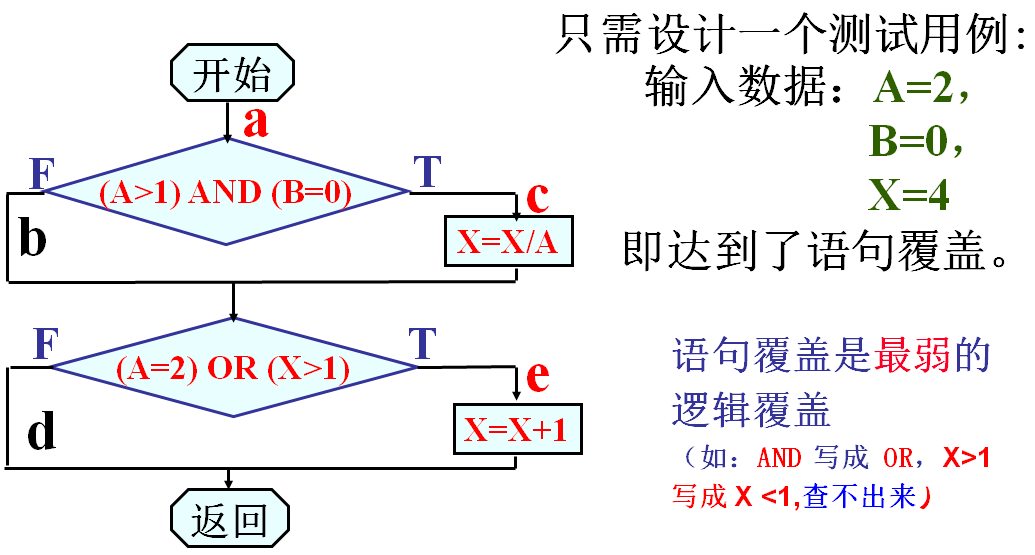 开始
a
F
(A>1) AND (B=0)
T
b
c
X=X/A
F
(A=2) OR (X>1)
T
d
e
X=X+1
返回
只需设计一个测试用例:
输入数据：A=2，
B=0，
X=4
即达到了语句覆盖。
语句覆盖是最弱的
逻辑覆盖
（如：AND 写成 OR，X>1
写成 X <1,查不出来）